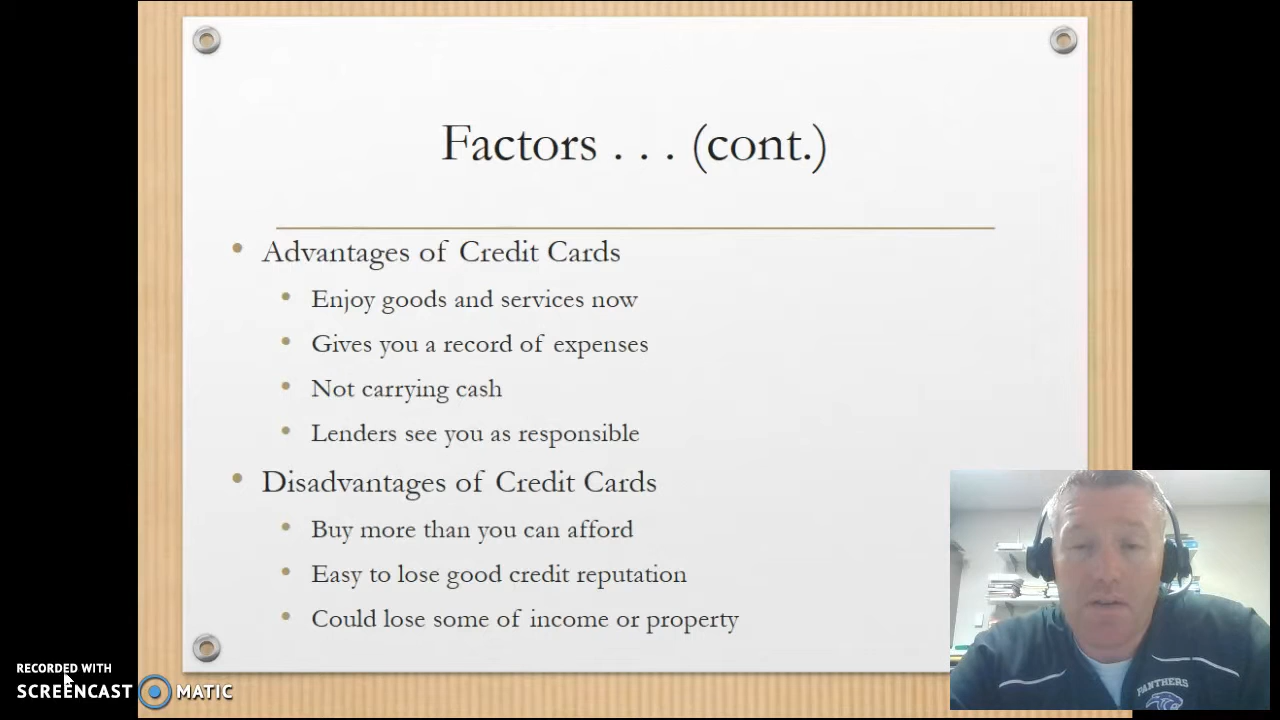 Factors . . . (cont.)
Advantages of Credit Cards
Enjoy goods and services now
Gives you a record of expenses
Not carrying cash
Lenders see you as responsible
Disadvantages of Credit Cards
Buy more than you can afford
Easy to lose good credit reputation
Could lose some of income or property
PANTHERS
RECORDED WITH
SCREENCAST MATIC